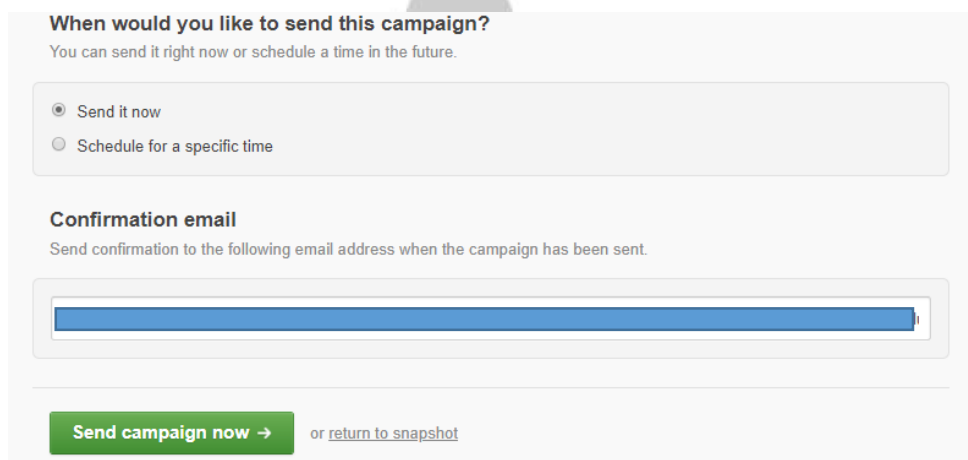 When would you like to send this campaign?
You can send it right now or schedule a time in the future.
Send it now
Schedule for a specific time
Confirmation email
Send confirmation to the following email address when the campaign has been sent.
Send campaign now → or return to snapshot